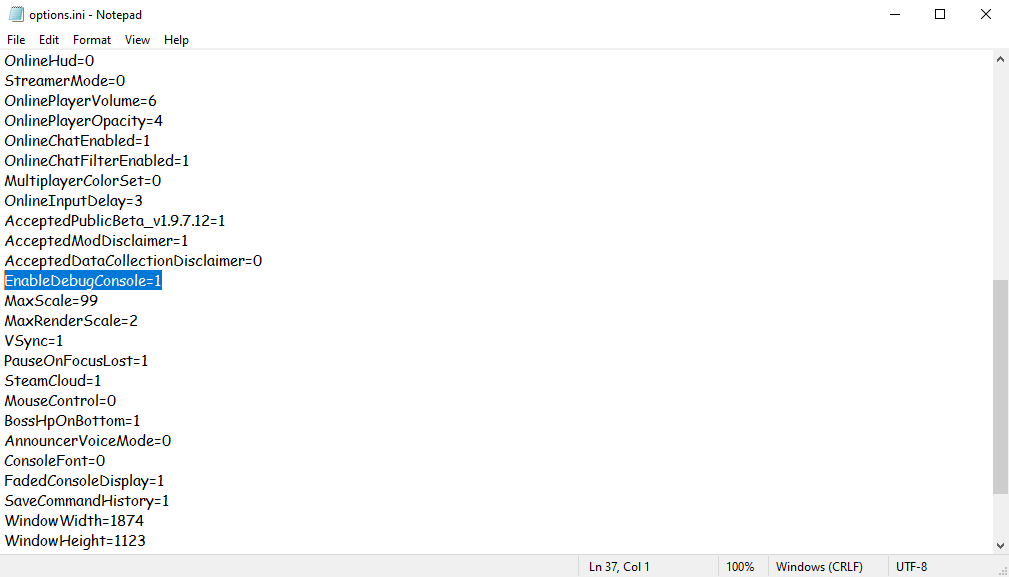 options.ini - Notepad
File Edit Format View Help
OnlineHud=0
StreamerMode=0
OnlinePlayerVolume=6
OnlinePlayerOpacity=4
OnlineChatEnabled=1
OnlineChatFilterEnabled=1
MultiplayerColorSet=0
OnlineInputDelay=3
AcceptedPublicBeta_v1.9.7.12=1
AcceptedModDisclaimer=1
AcceptedDataCollectionDisclaimer=0
EnableDebugConsole=1
MaxScale=99
MaxRenderScale=2
VSync=1
PauseOnFocusLost=1
SteamCloud=1
MouseControl=0
BossHpOnBottom=1
AnnouncerVoiceMode=0
ConsoleFont=0
FadedConsoleDisplay=1
SaveCommandHistory=1
WindowWidth=1874
WindowHeight=1123
Ln 37, Col 1 100% Windows (CRLF) UTF-8